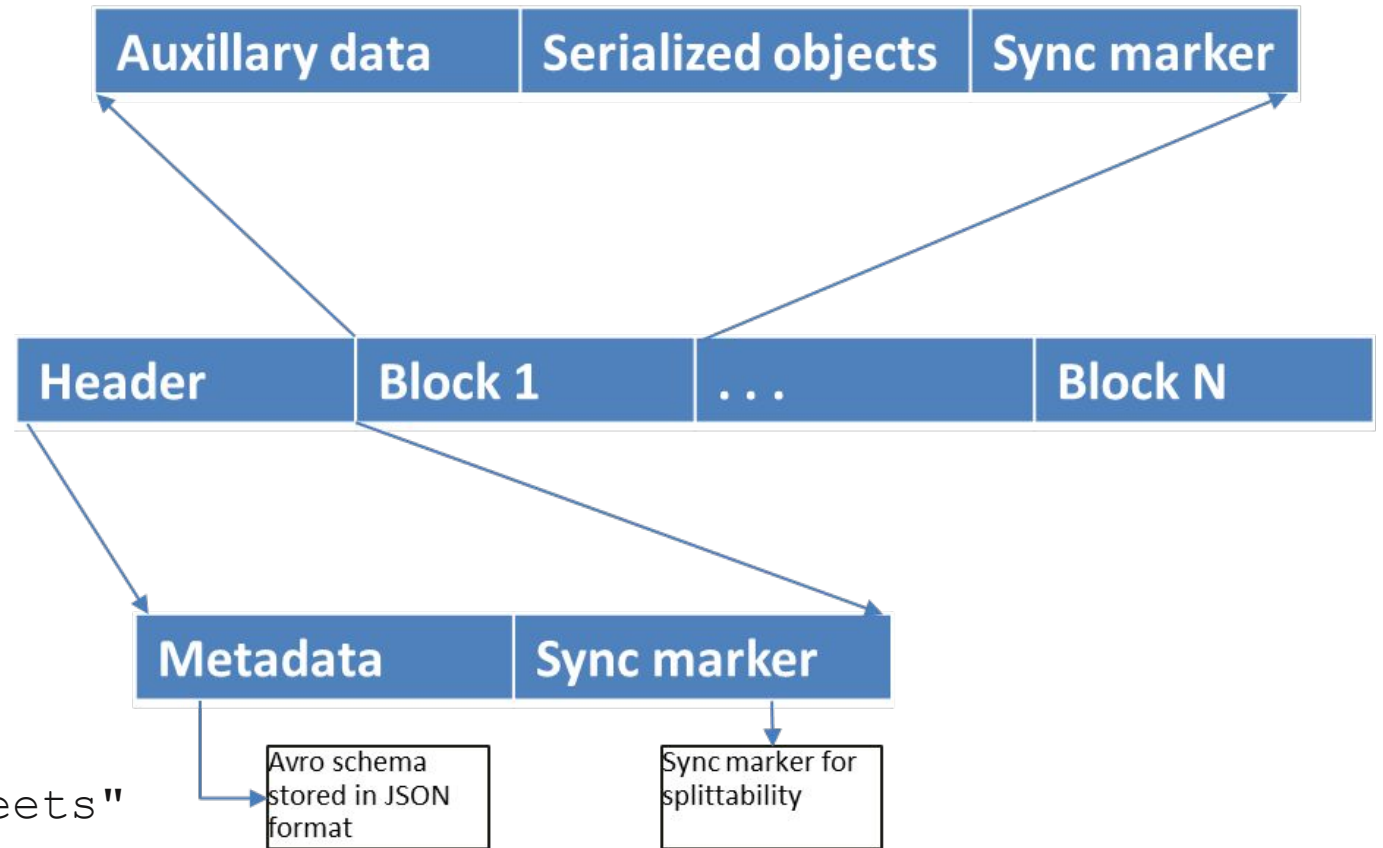 Auxillary data Serialized objects Sync marker
Header Block 1 . . . Block N
Metadata Sync marker
Avro schema
stored in JSON
format
Sync marker for
splittability
eets"